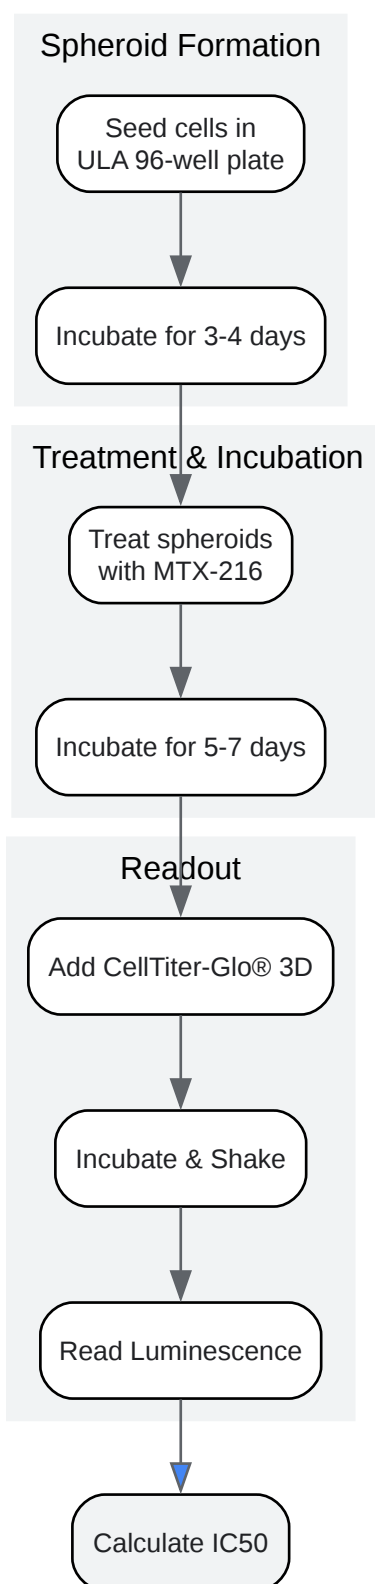 Spheroid Formation
Seed cells in
ULA 96-well plate
Incubate for 3-4 days
Treatment & Incubation
Treat spheroids
with MTX-216
Incubate for 5-7 days
Readout
Add CellTiter-Glo® 3D
Incubate & Shake
Read Luminescence
Calculate IC50